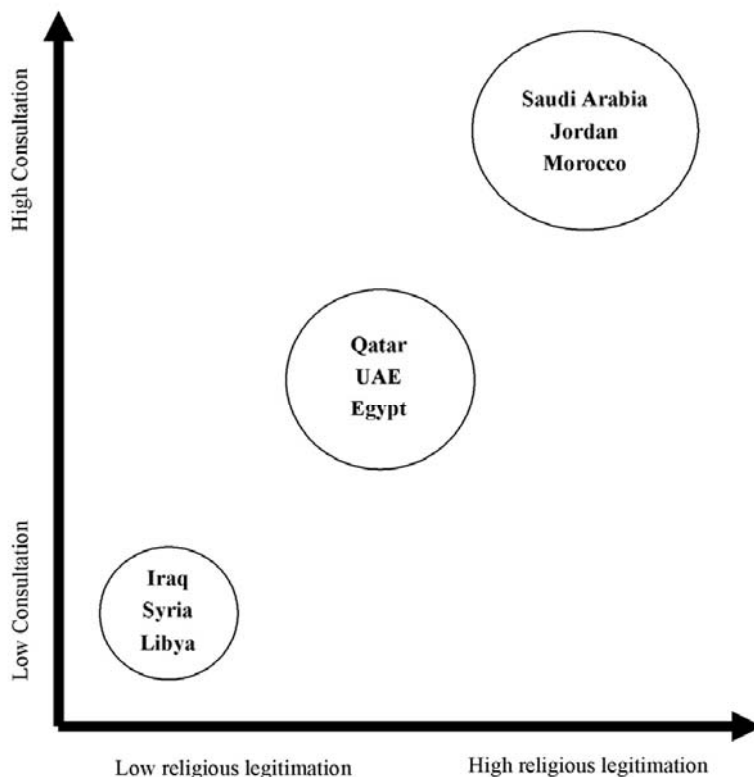 High Consultation
Saudi Arabia
Jordan
Morocco
Qatar
UAE
Egypt
Low Consultation
Iraq
Syria
Libya
Low religious legitimation
High religious legitimation